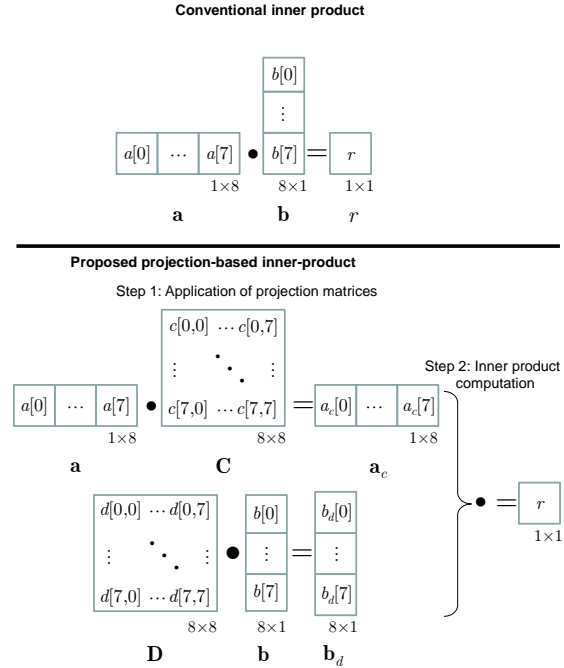 Conventional inner product
b[0]
⋮
a[0] ⋯ a[7] • b[7] = r
1×8 8×1 1×1
a b r
Proposed projection-based inner-product
Step 1: Application of projection matrices
c[0,0] ⋯ c[0,7]
⋮ ⋱ ⋮
Step 2: Inner product
computation
a[0] ⋯ a[7] • c[7,0] ⋯ c[7,7] = a_c[0] ⋯ a_c[7]
1×8 8×8 1×8
a C a_c
d[0,0] ⋯ d[0,7] b[0] b_d[0]
⋮ ⋱ ⋮ • ⋮ = ⋮
d[7,0] ⋯ d[7,7] b[7] b_d[7]
8×8 8×1 8×1
D b b_d
• = r
1×1